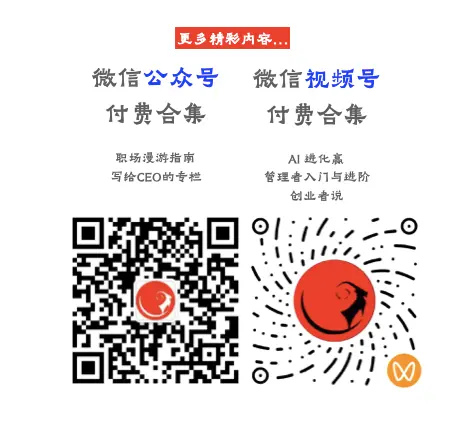 更多精彩内容...
微信公众号
付费合集
职场漫游指南
写给CEO的专栏
微信视频号
付费合集
AI 进化赢
管理者入门与进阶
创业者说